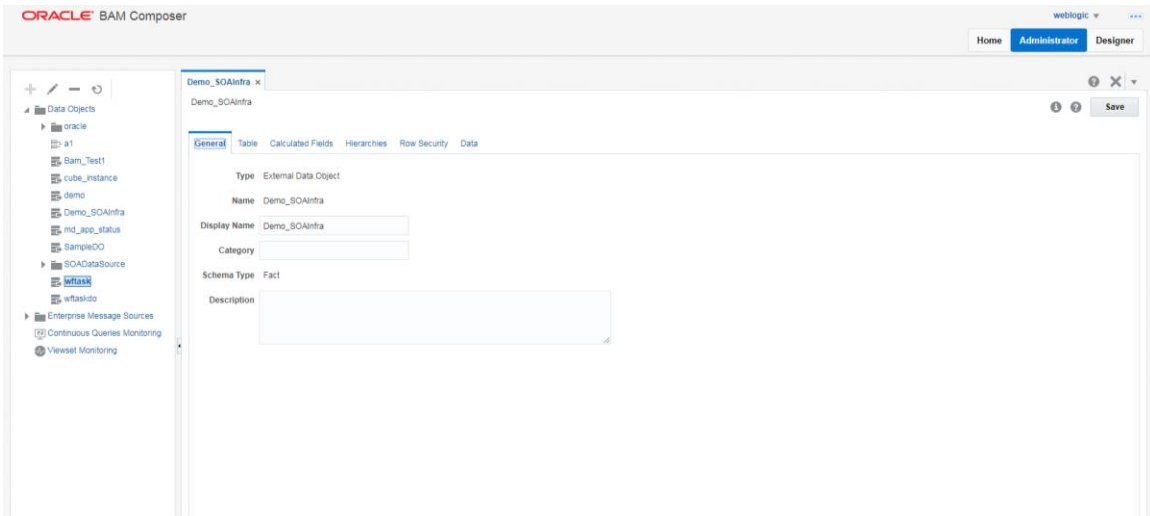 ORACLE BAM Composer
weblogic
Home Administrator Designer
Data Objects
oracle
a1
Bam_Test1
cube_instance
demo
Demo_SOAInfra
md_app_status
SampleDO
SOADataSource
wftask
wftaskdo
Enterprise Message Sources
Continuous Queries Monitoring
Viewset Monitoring
Demo_SOAInfra ×
Demo_SOAInfra
Save
General Table Calculated Fields Hierarchies Row Security Data
Type External Data Object
Name Demo_SOAInfra
Display Name Demo_SOAInfra
Category
Schema Type Fact
Description